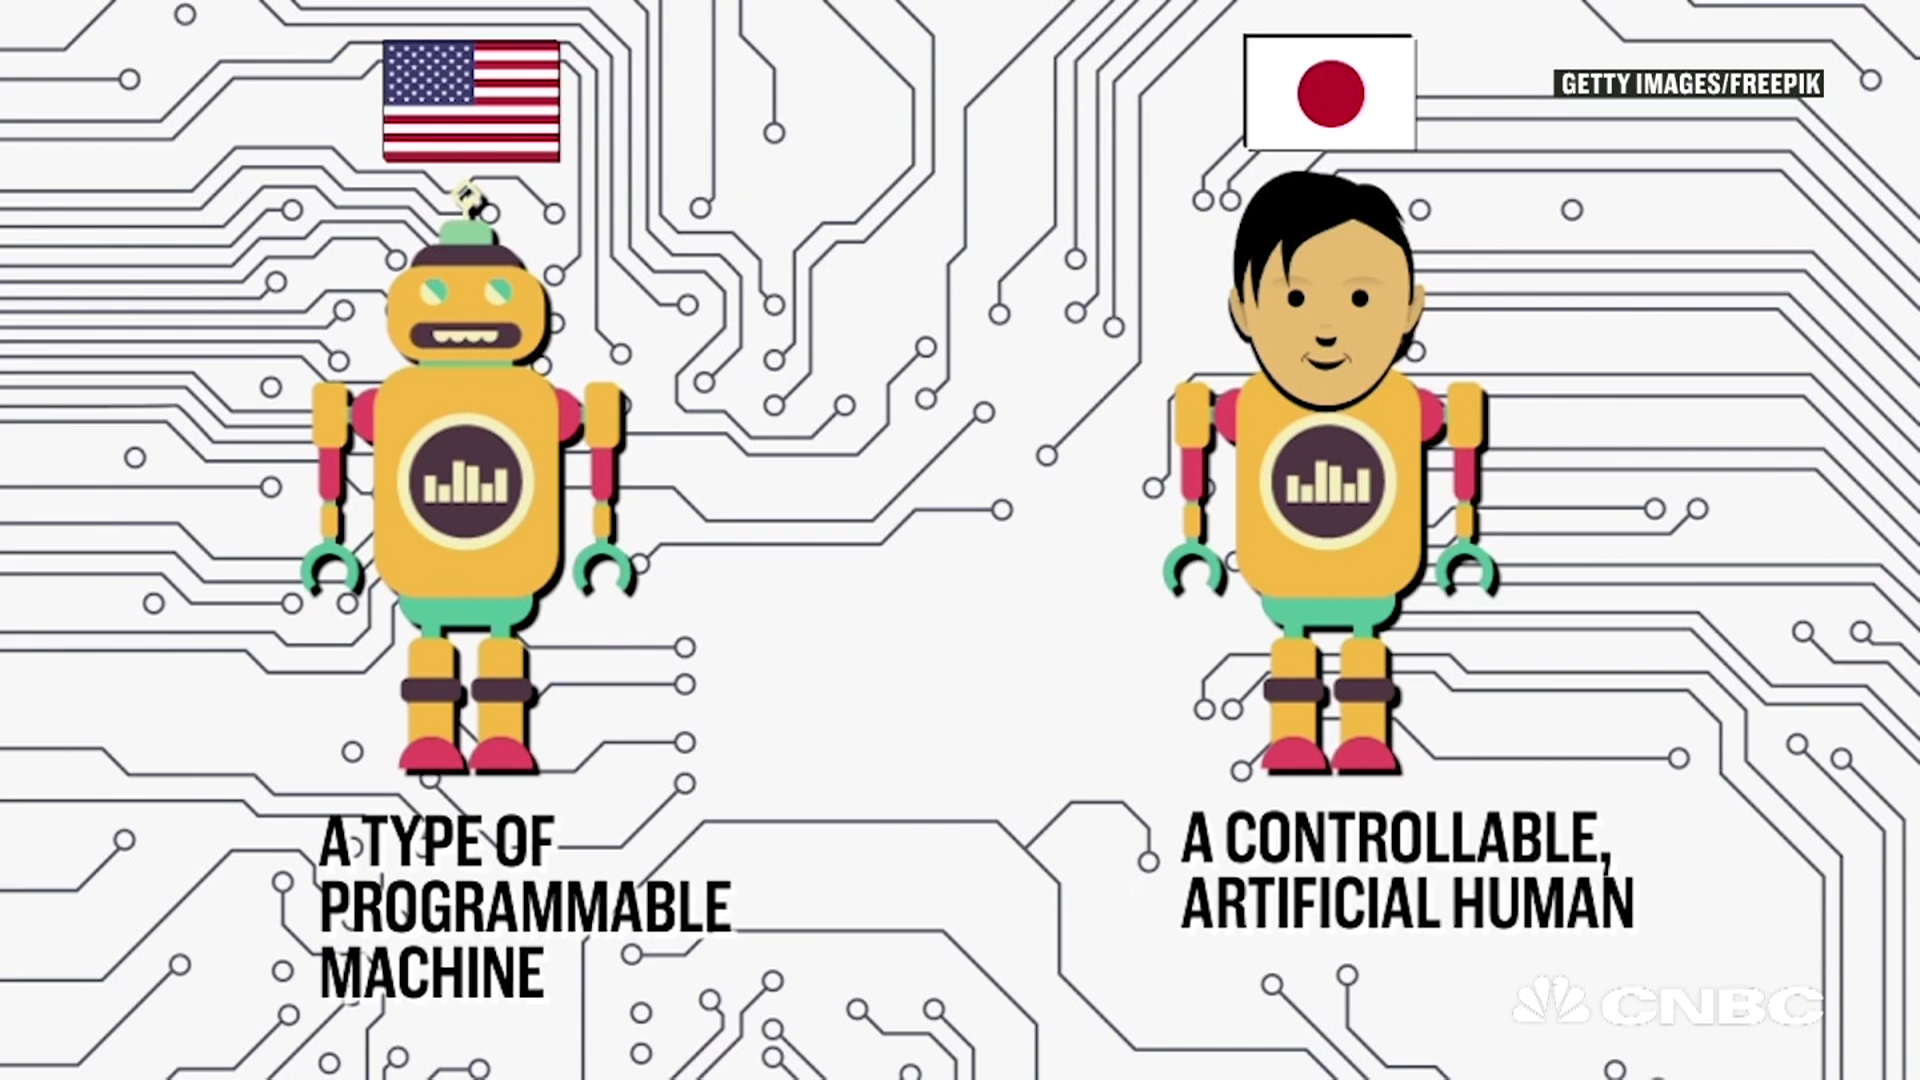 GETTY IMAGES/FREEPIK
A TYPE OF
PROGRAMMABLE
MACHINE
A CONTROLLABLE,
ARTIFICIAL HUMAN
CNBC